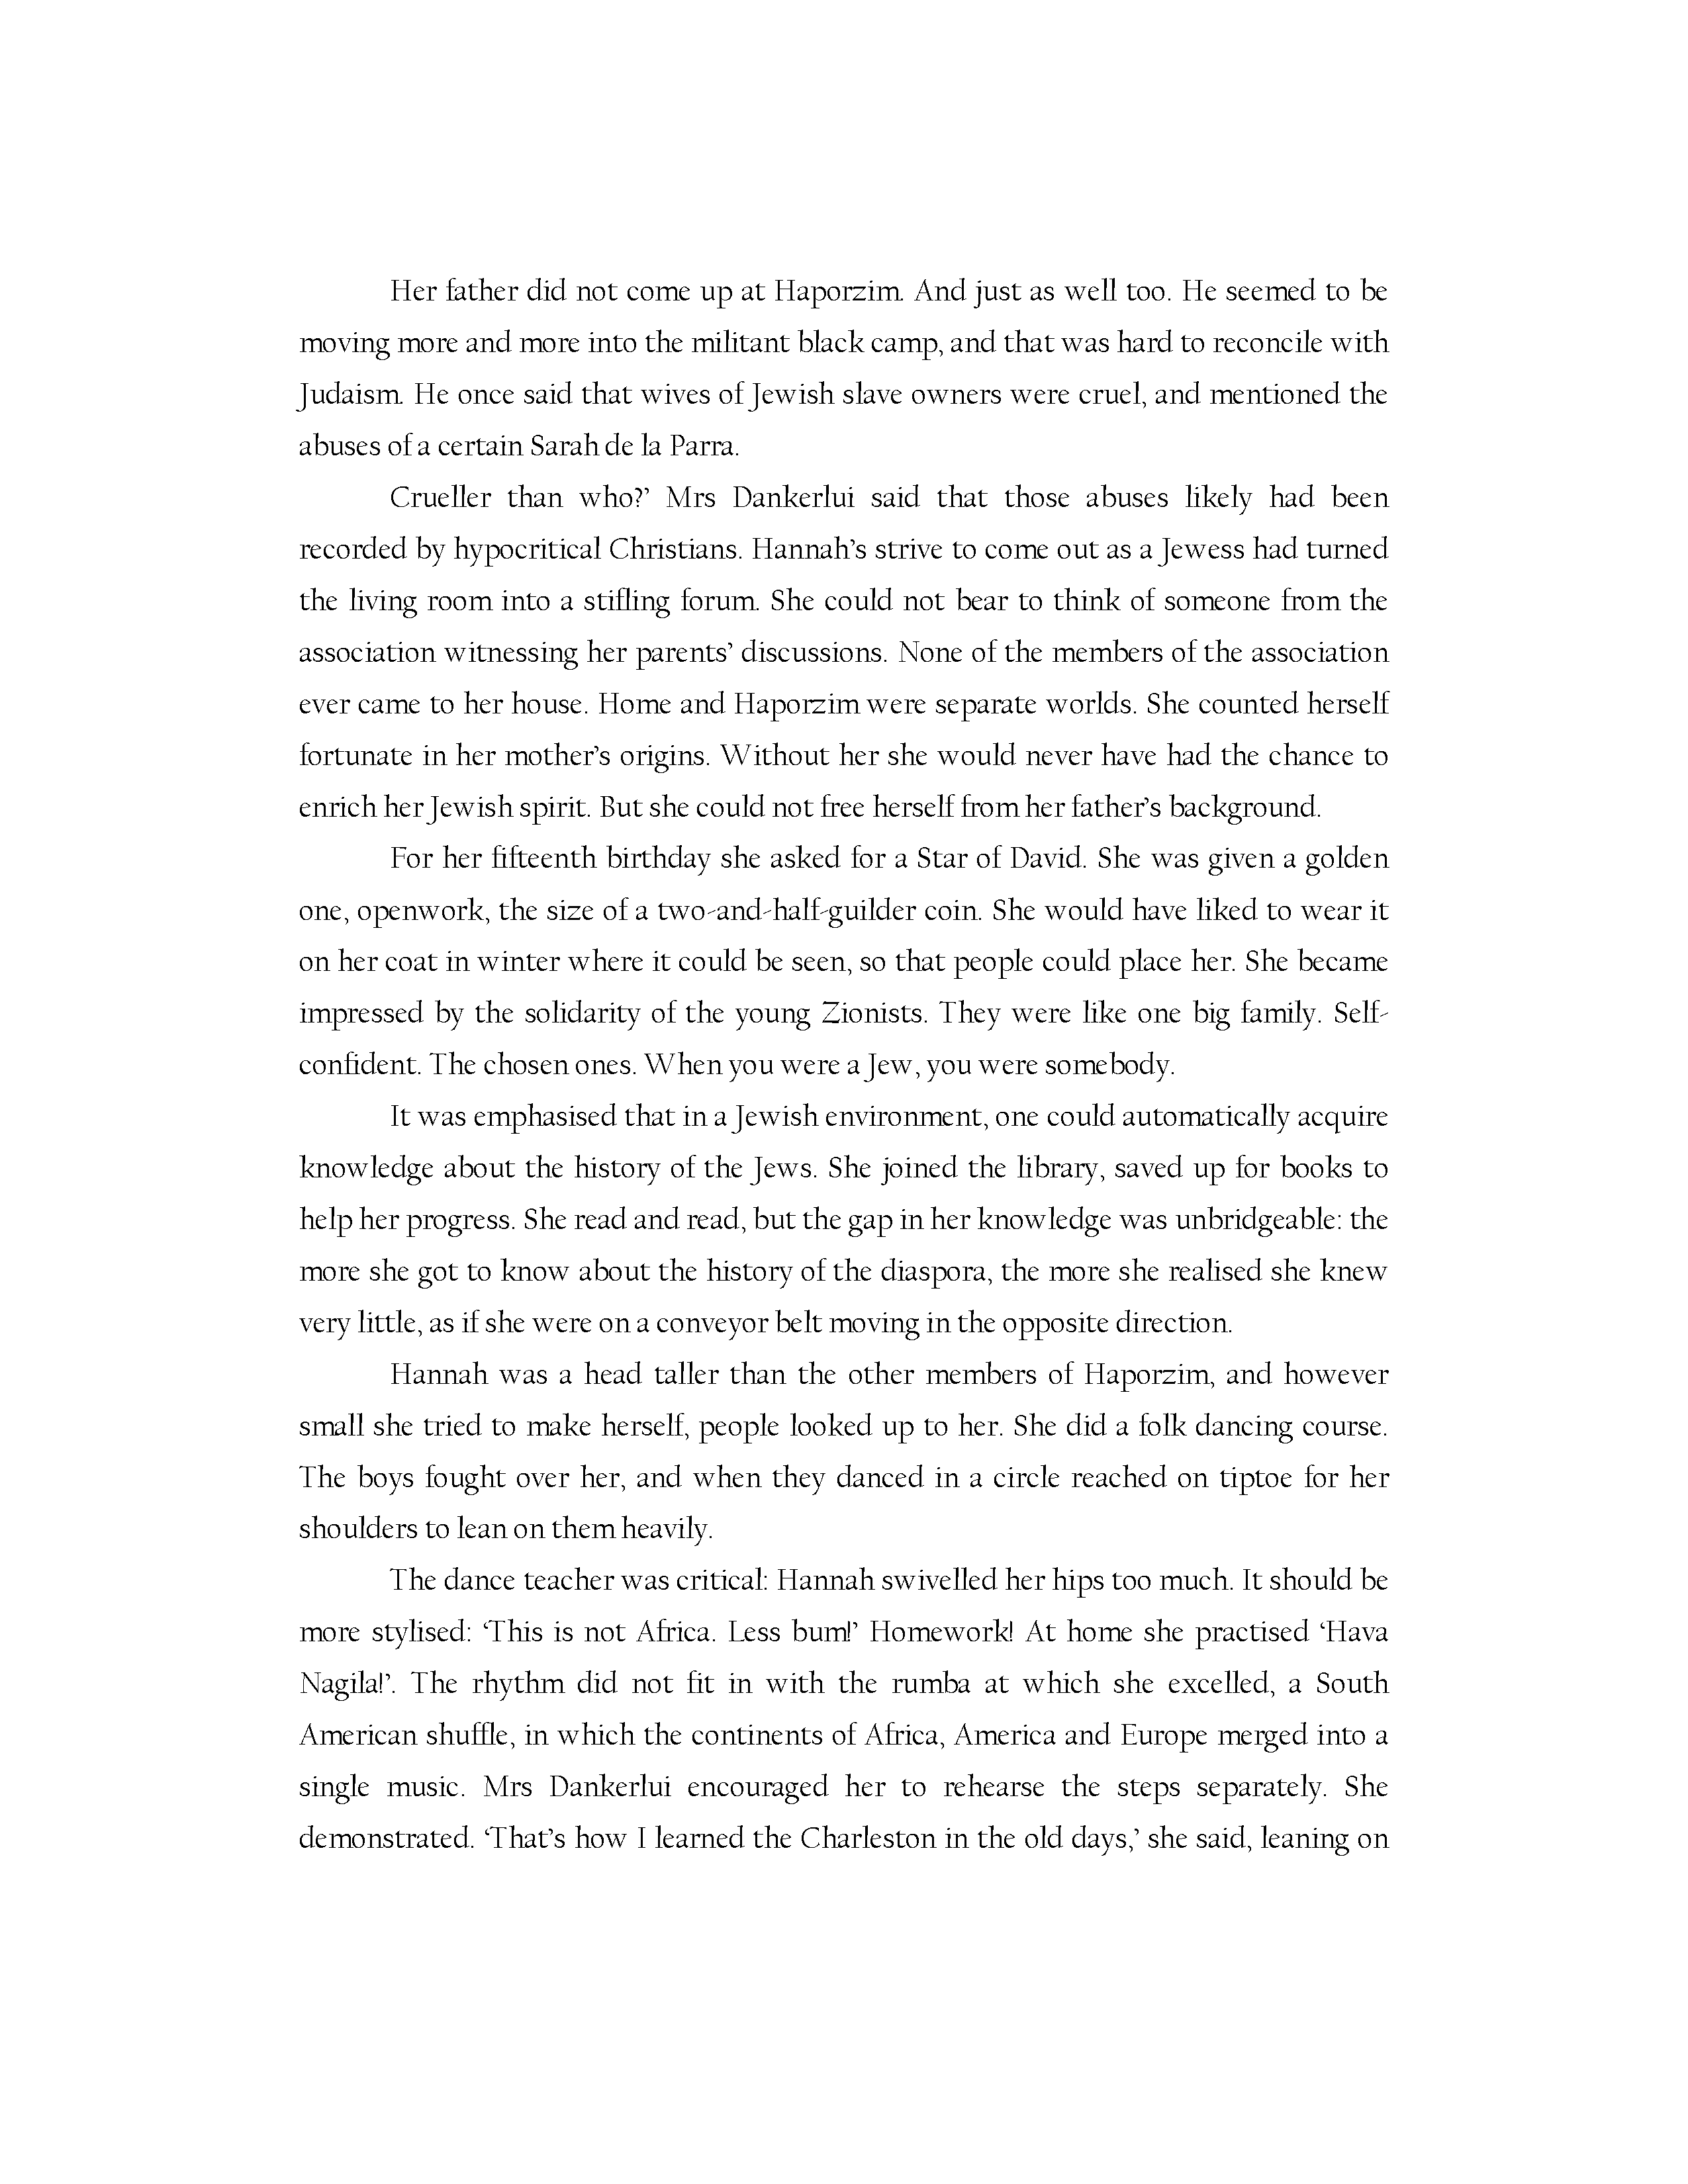 Her father did not come up at Haporzim. And just as well too. He seemed to be
moving more and more into the militant black camp, and that was hard to reconcile with
Judaism. He once said that wives of Jewish slave owners were cruel, and mentioned the
abuses of a certain Sarah de la Parra.
Crueller than who?’ Mrs Dankerlui said that those abuses likely had been
recorded by hypocritical Christians. Hannah’s strive to come out as a Jewess had turned
the living room into a stifling forum. She could not bear to think of someone from the
association witnessing her parents’ discussions. None of the members of the association
ever came to her house. Home and Haporzim were separate worlds. She counted herself
fortunate in her mother’s origins. Without her she would never have had the chance to
enrich her Jewish spirit. But she could not free herself from her father’s background.
For her fifteenth birthday she asked for a Star of David. She was given a golden
one, openwork, the size of a two-and-half-guilder coin. She would have liked to wear it
on her coat in winter where it could be seen, so that people could place her. She became
impressed by the solidarity of the young Zionists. They were like one big family. Self-
confident. The chosen ones. When you were a Jew, you were somebody.
It was emphasised that in a Jewish environment, one could automatically acquire
knowledge about the history of the Jews. She joined the library, saved up for books to
help her progress. She read and read, but the gap in her knowledge was unbridgeable: the
more she got to know about the history of the diaspora, the more she realised she knew
very little, as if she were on a conveyor belt moving in the opposite direction.
Hannah was a head taller than the other members of Haporzim, and however
small she tried to make herself, people looked up to her. She did a folk dancing course.
The boys fought over her, and when they danced in a circle reached on tiptoe for her
shoulders to lean on them heavily.
The dance teacher was critical: Hannah swivelled her hips too much. It should be
more stylised: ‘This is not Africa. Less bum!’ Homework! At home she practised ‘Hava
Nagila!’. The rhythm did not fit in with the rumba at which she excelled, a South
American shuffle, in which the continents of Africa, America and Europe merged into a
single music. Mrs Dankerlui encouraged her to rehearse the steps separately. She
demonstrated. ‘That’s how I learned the Charleston in the old days,’ she said, leaning on